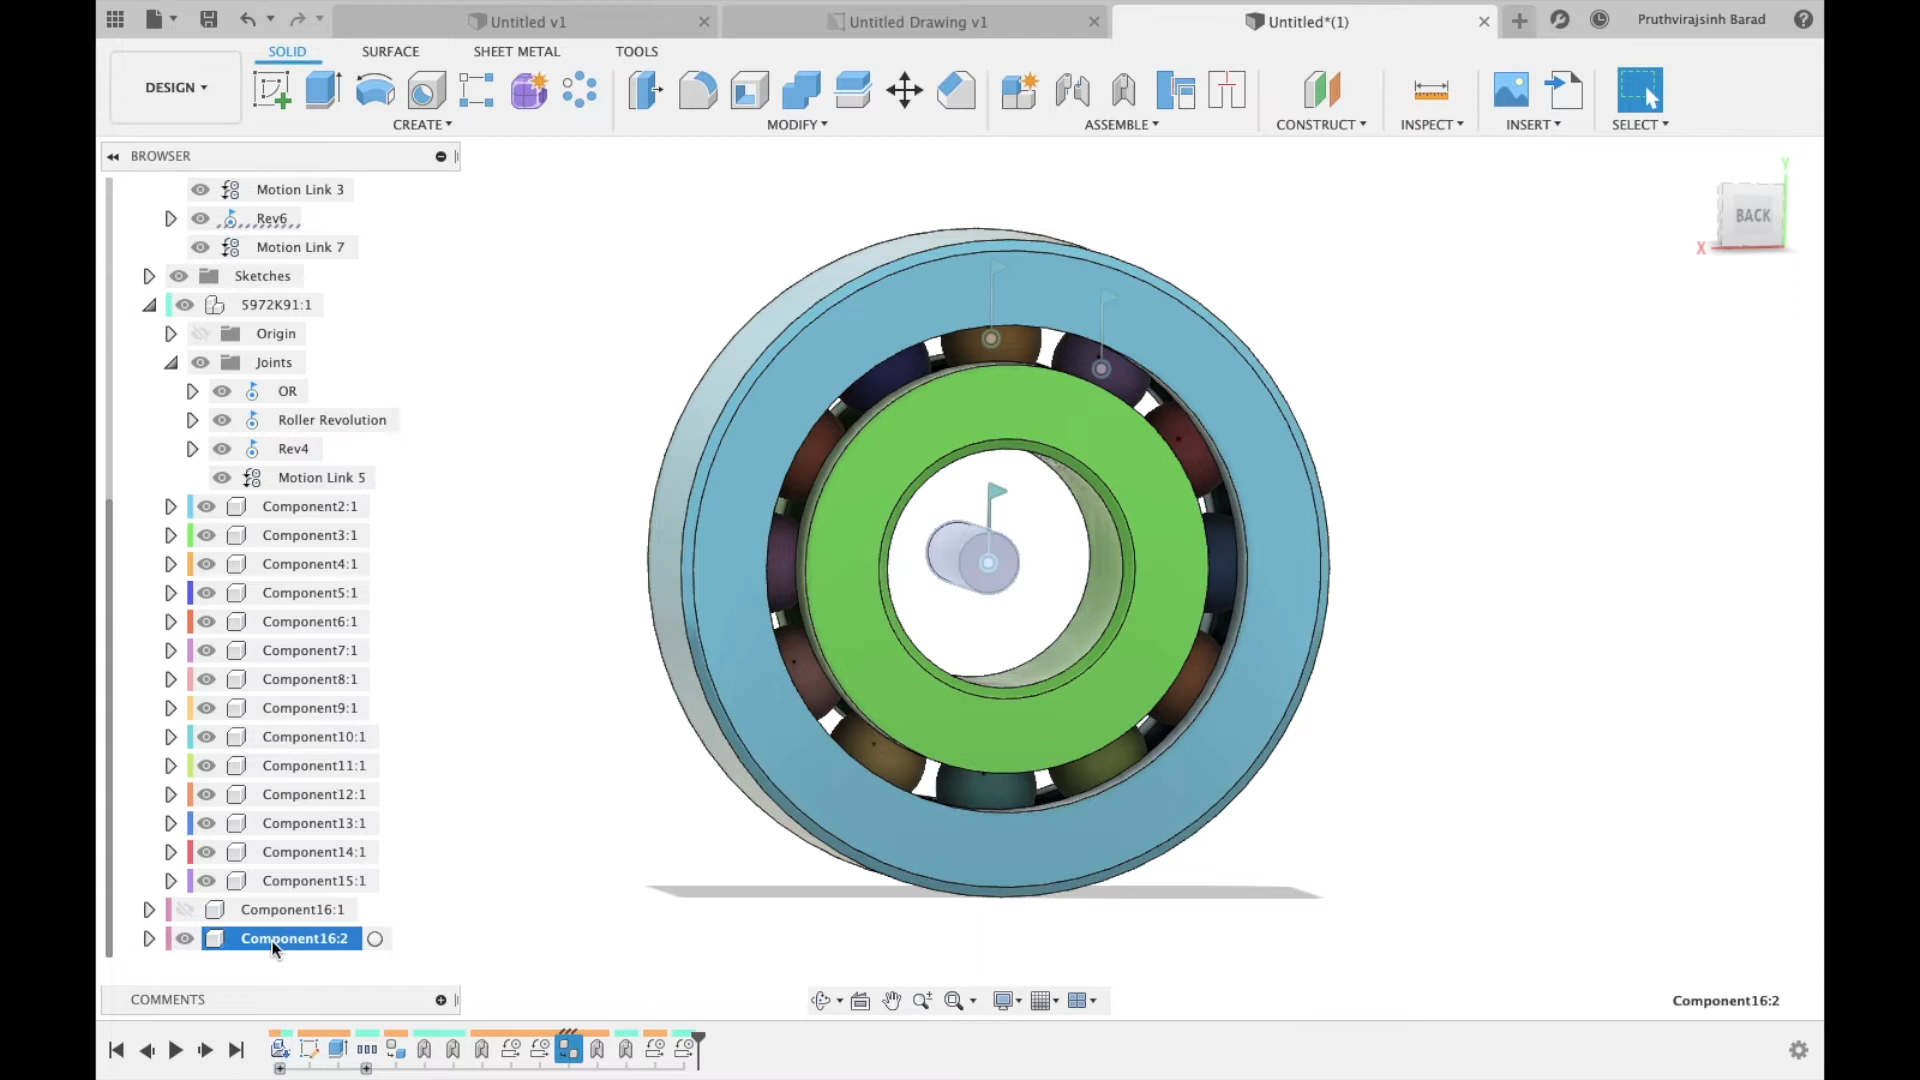 Untitled v1
Untitled Drawing v1
Untitled*(1)
Pruthvirajsinh Barad
SOLID
SURFACE
SHEET METAL
TOOLS
DESIGN
CREATE
MODIFY
ASSEMBLE
CONSTRUCT
INSPECT
INSERT
SELECT
BROWSER
Motion Link 3
Rev6
Motion Link 7
Sketches
5972K91:1
Origin
Joints
OR
Roller Revolution
Rev4
Motion Link 5
Component2:1
Component3:1
Component4:1
Component5:1
Component6:1
Component7:1
Component8:1
Component9:1
Component10:1
Component11:1
Component12:1
Component13:1
Component14:1
Component15:1
Component16:1
Component16:2
COMMENTS
Y
BACK
X
Component16:2